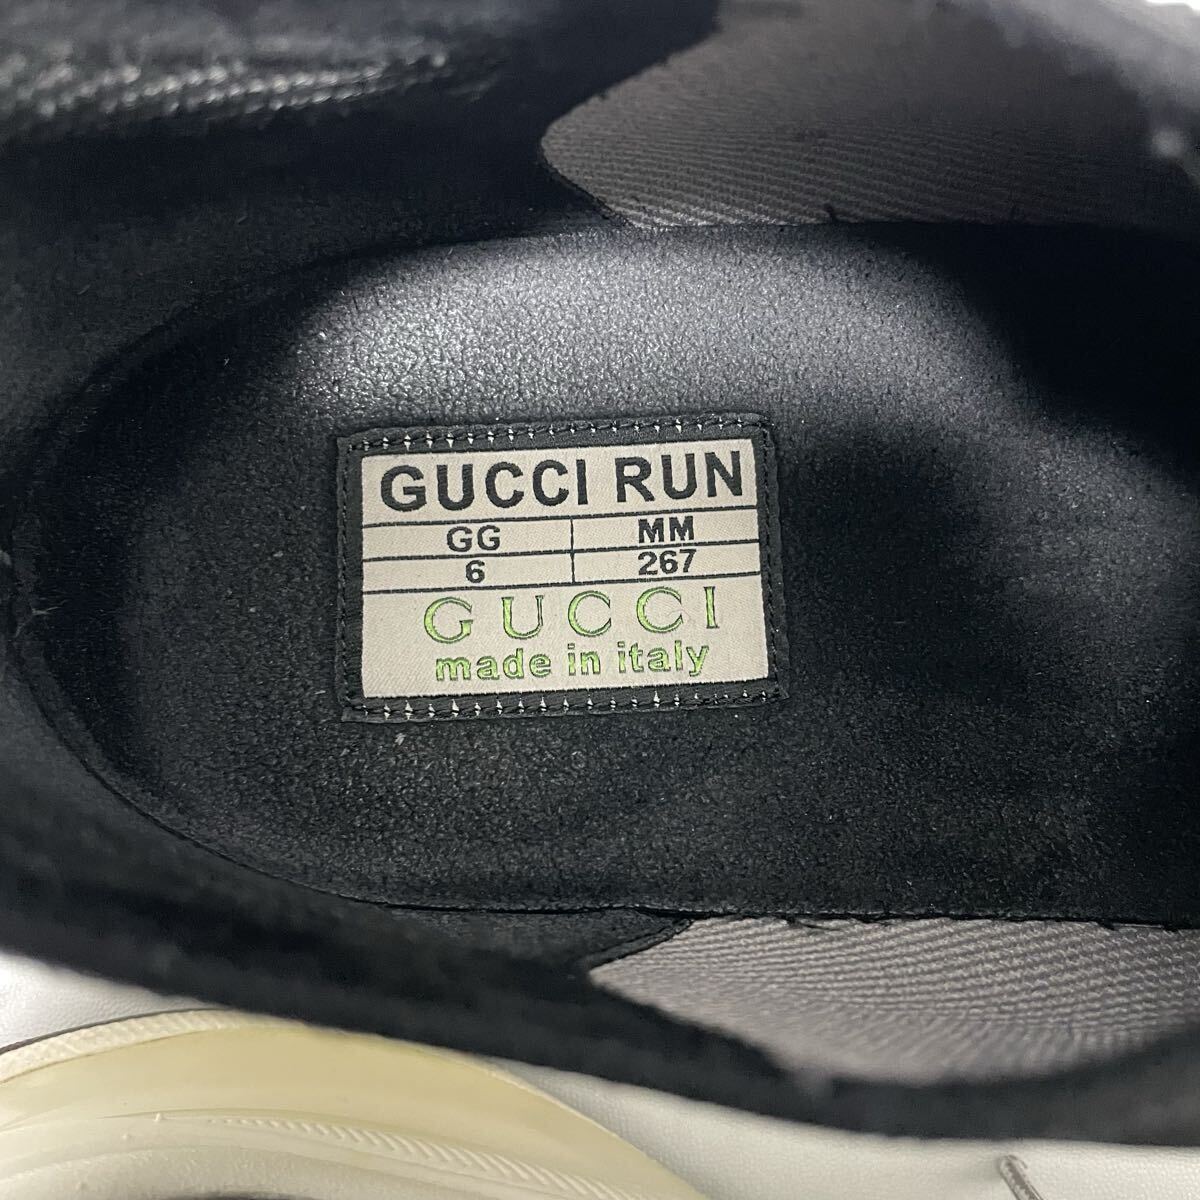 GUCCI RUN
GG MM
6 267
GUCCI
made in italy